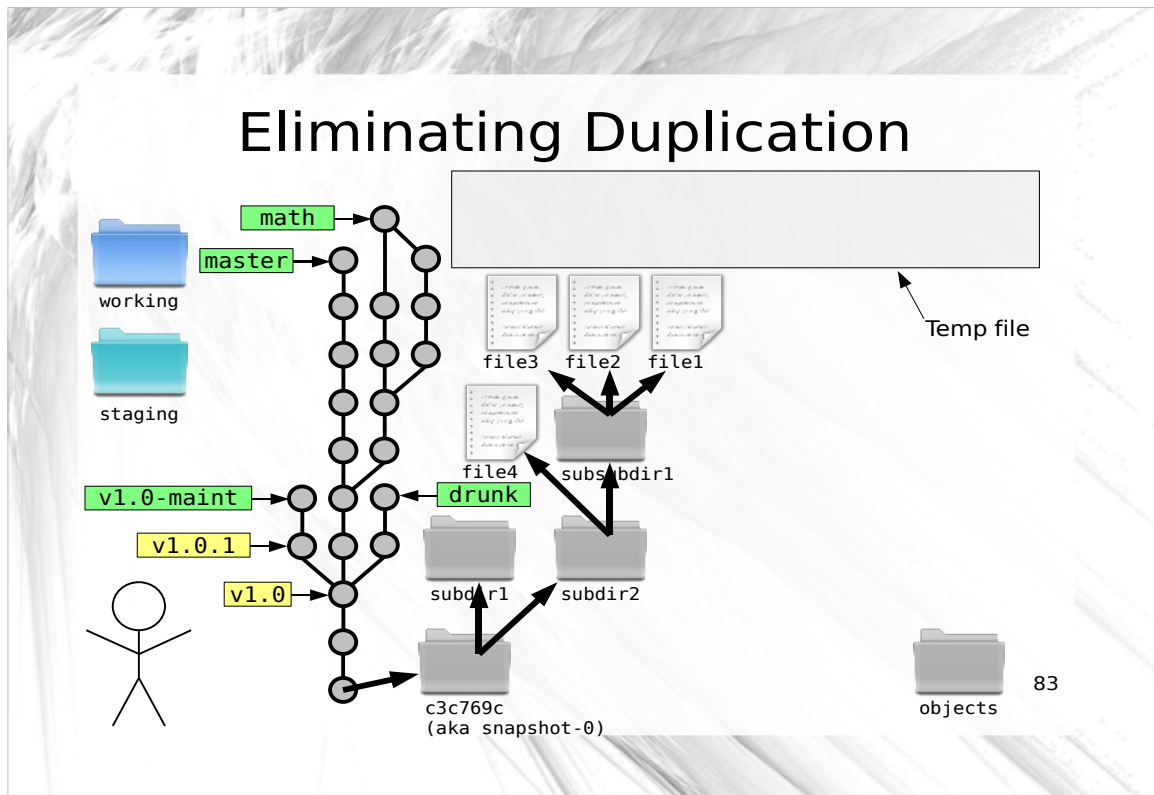 Eliminating Duplication
math
master
working
Temp file
file3
file2
file1
staging
file4
subsubdir1
v1.0-maint
drunk
v1.0.1
v1.0
subdir1
subdir2
83
c3c769c
(aka snapshot-0)
objects